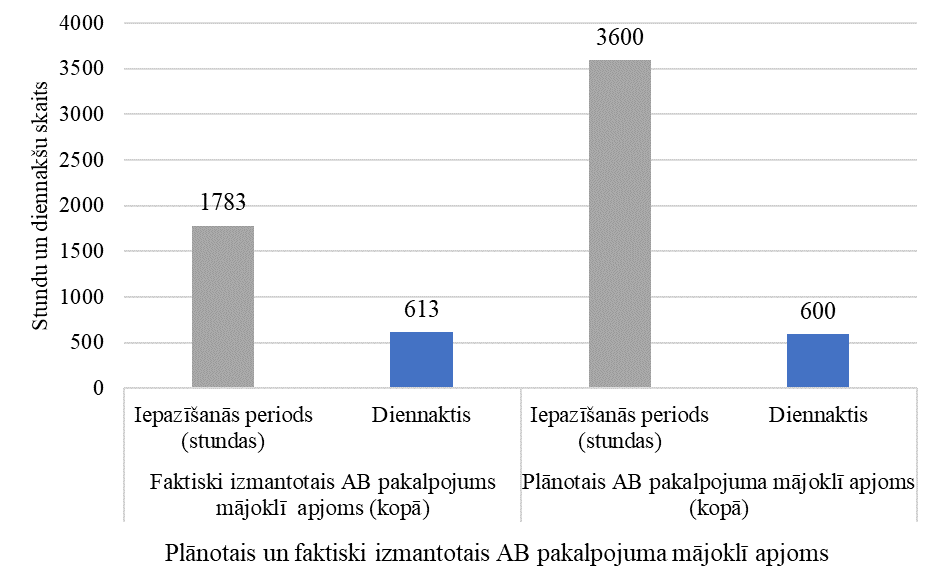 Stundu un diennakšu skaits
4000
3500
3000
2500
2000
1500
1000
500
0
1783
613
3600
600
Iepazīšanās periods
(stundas)
Diennaktis
Iepazīšanās periods
(stundas)
Diennaktis
Faktiski izmantotais AB pakalpojums
mājoklī apjoms (kopā)
Plānotais AB pakalpojuma mājoklī apjoms
(kopā)
Plānotais un faktiski izmantotais AB pakalpojuma mājoklī apjoms